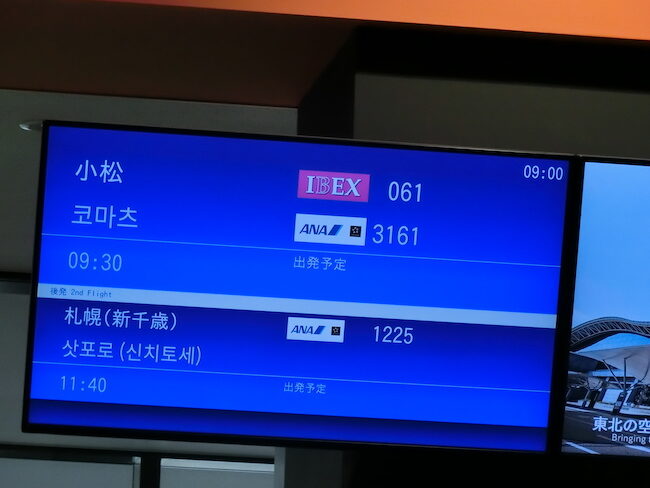 09:00
小松 IBEX 061
코마츠 ANA 3161
09:30 出発予定
後発 2nd Flight
札幌(新千歳) ANA 1225
삿포로 (신치토세)
11:40 出発予定
東北の空
Bringing